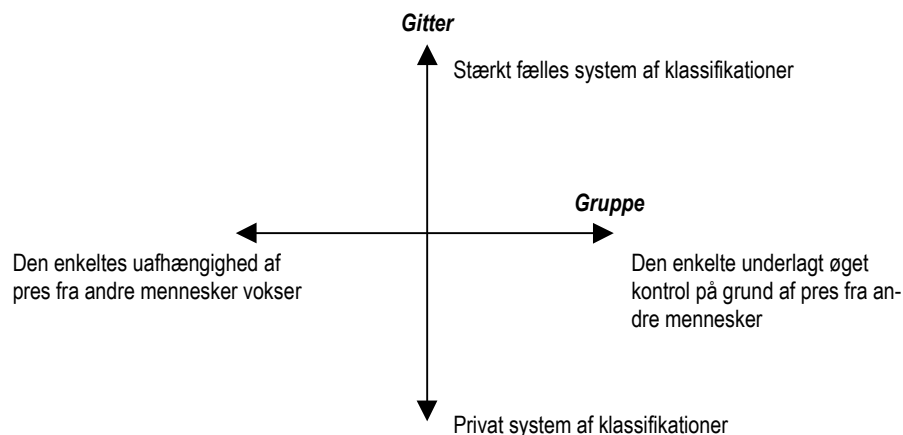 Gitter
Stærkt fælles system af klassifikationer
Gruppe
Den enkeltes uafhængighed af
pres fra andre mennesker vokser
Den enkelte underlagt øget
kontrol på grund af pres fra an-
dre mennesker
Privat system af klassifikationer